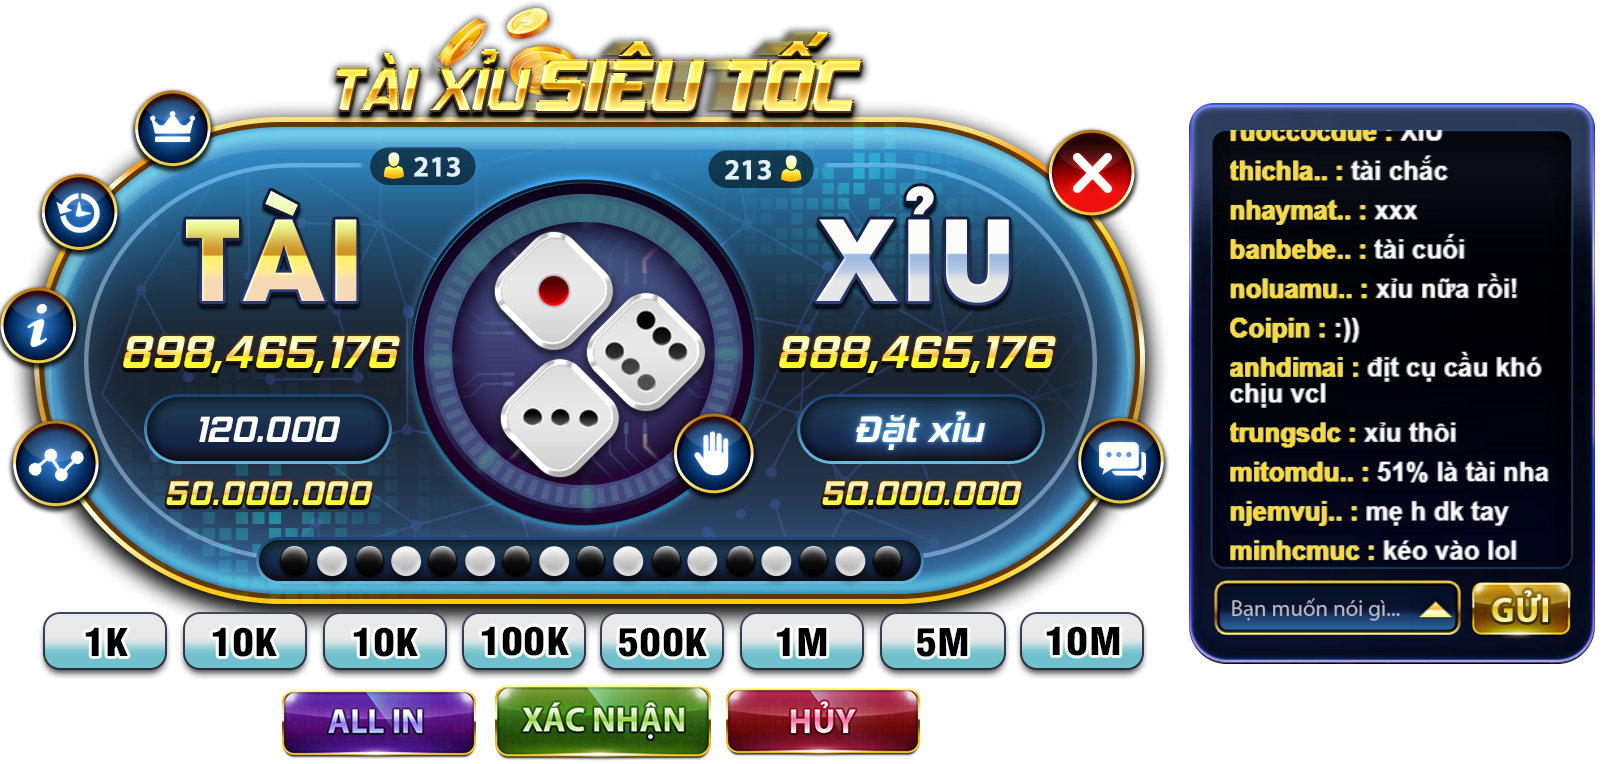 TÀI XỈU SIÊU TỐC
213
213
TÀI
XỈU
898,465,176
888,465,176
120.000
Đặt xỉu
50.000.000
50.000.000
1K
10K
10K
100K
500K
1M
5M
10M
ALL IN
XÁC NHẬN
HỦY
ruoccocdue : xỉu
thichla.. : tài chắc
nhaymat.. : xxx
banbebe.. : tài cuối
noluamu.. : xỉu nữa rồi!
Coipin : :))
anhdimai : địt cụ cầu khó
chịu vcl
trungsdc : xỉu thôi
mitomdu.. : 51% là tài nha
njemvuj.. : mẹ h dk tay
minhcmuc : kéo vào lol
Bạn muốn nói gì...
GỬI